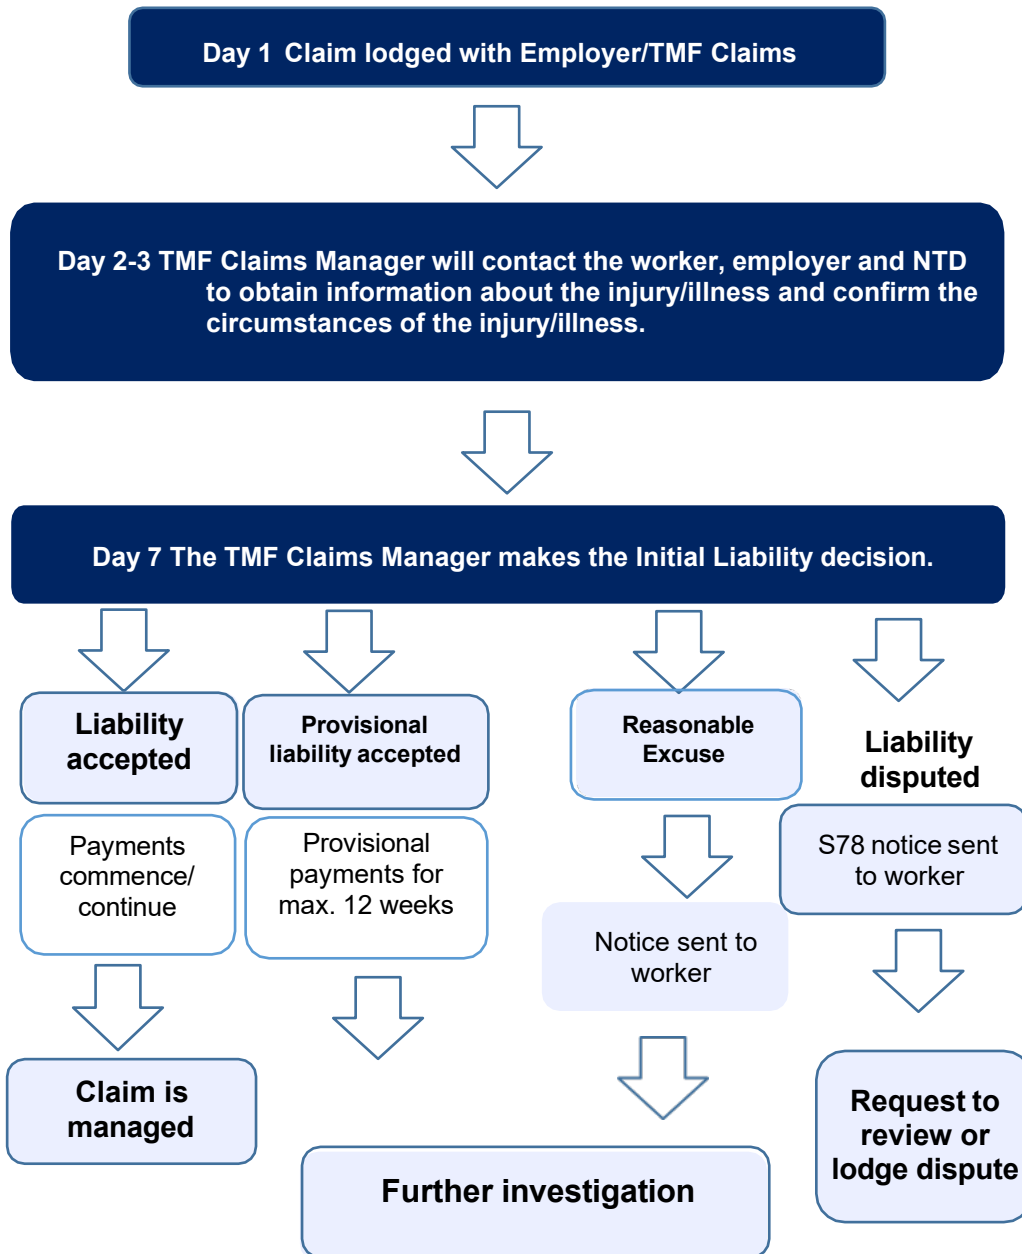 Day 1 Claim lodged with Employer/TMF Claims
Day 2-3 TMF Claims Manager will contact the worker, employer and NTD
to obtain information about the injury/illness and confirm the
circumstances of the injury/illness.
Day 7 The TMF Claims Manager makes the Initial Liability decision.
Liability
accepted
Provisional
liability accepted
Reasonable
Excuse
Liability
disputed
Payments
commence/
continue
Provisional
payments for
max. 12 weeks
Notice sent to
worker
S78 notice sent
to worker
Claim is
managed
Further investigation
Request to
review or
lodge dispute